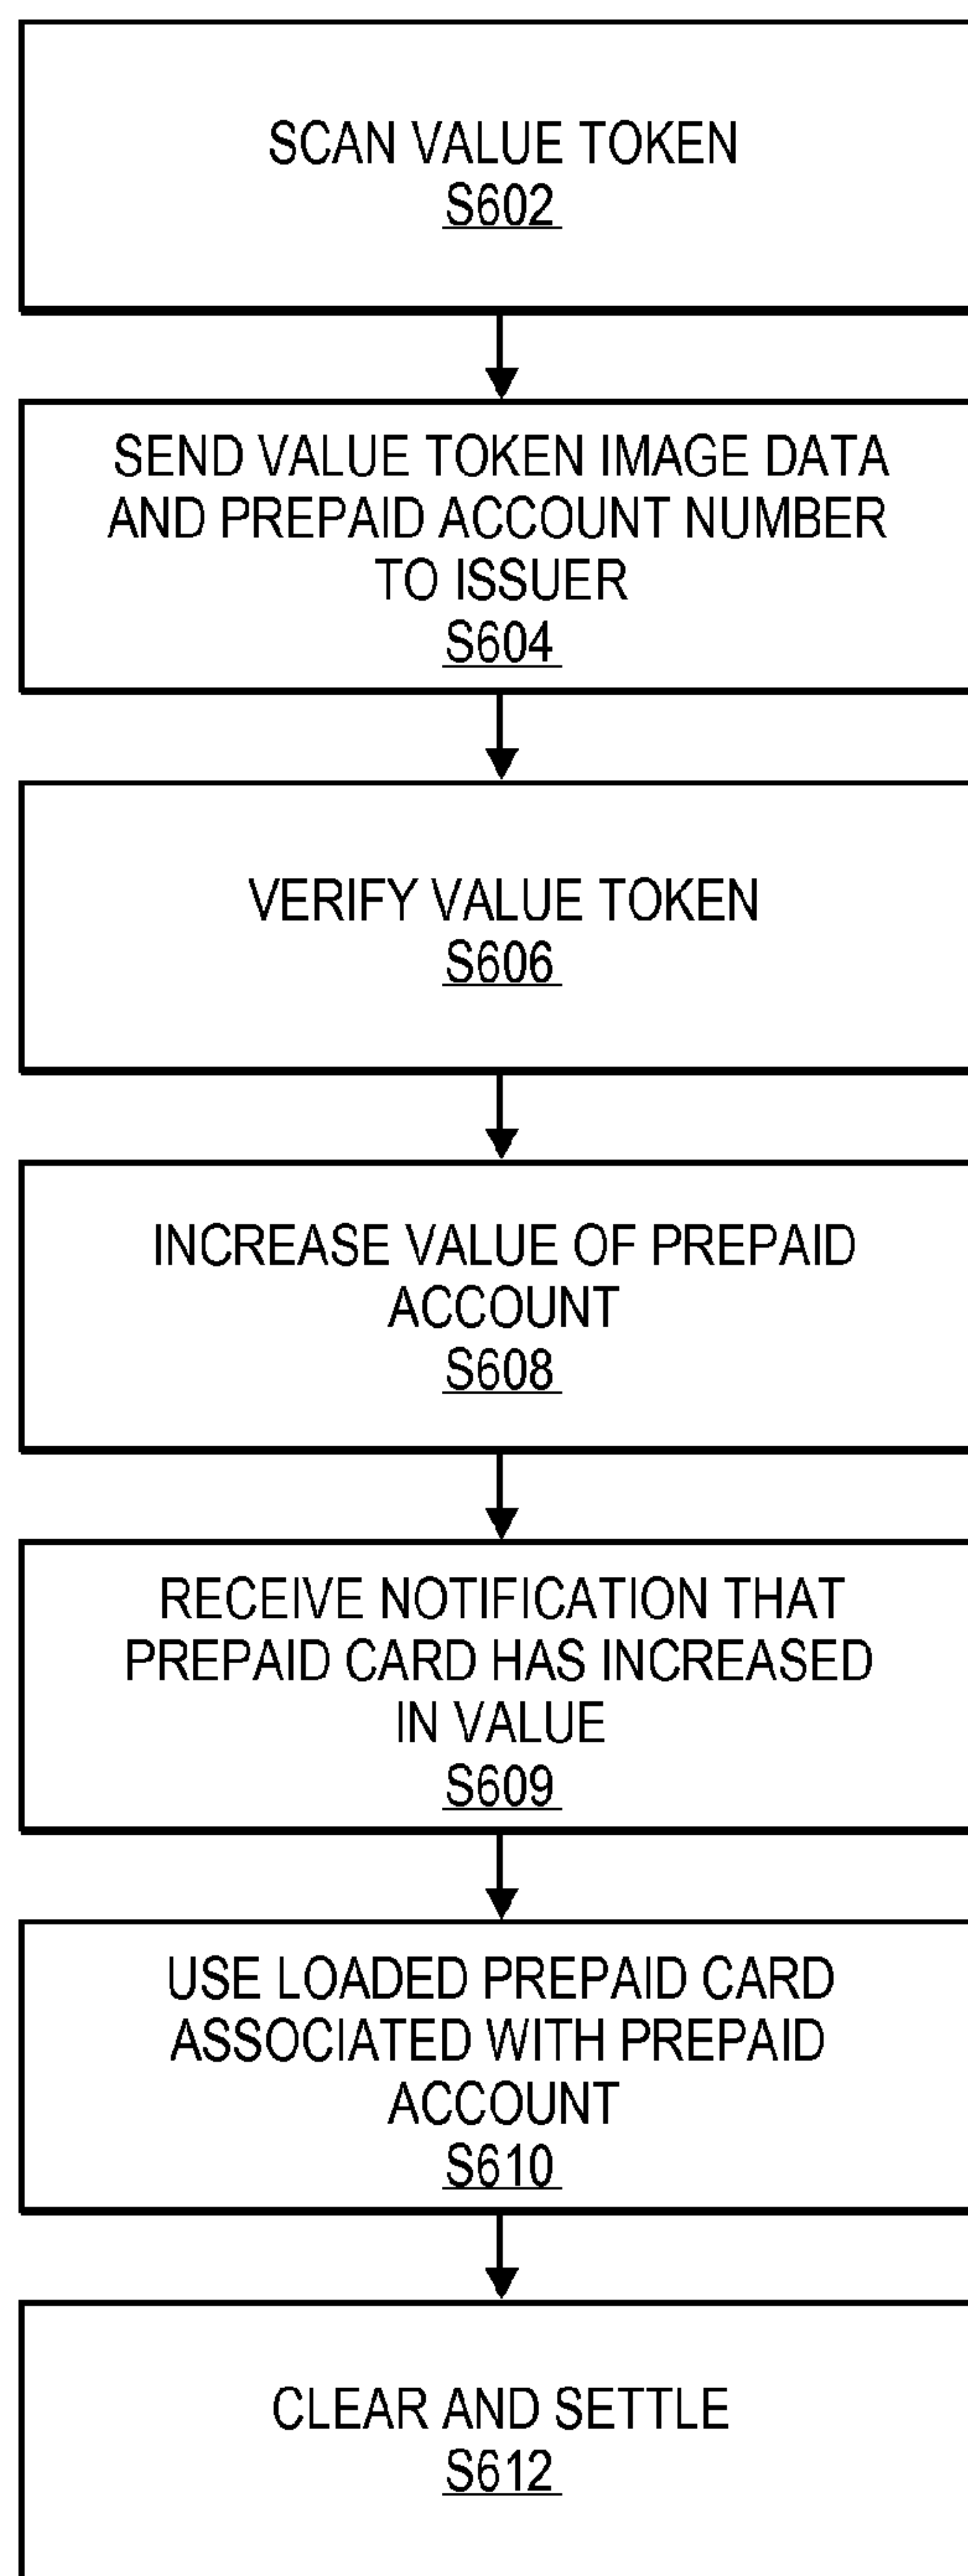 SCAN VALUE TOKEN
S602
SEND VALUE TOKEN IMAGE DATA
AND PREPAID ACCOUNT NUMBER
TO ISSUER
S604
VERIFY VALUE TOKEN
S606
INCREASE VALUE OF PREPAID
ACCOUNT
S608
RECEIVE NOTIFICATION THAT
PREPAID CARD HAS INCREASED
IN VALUE
S609
USE LOADED PREPAID CARD
ASSOCIATED WITH PREPAID
ACCOUNT
S610
CLEAR AND SETTLE
S612